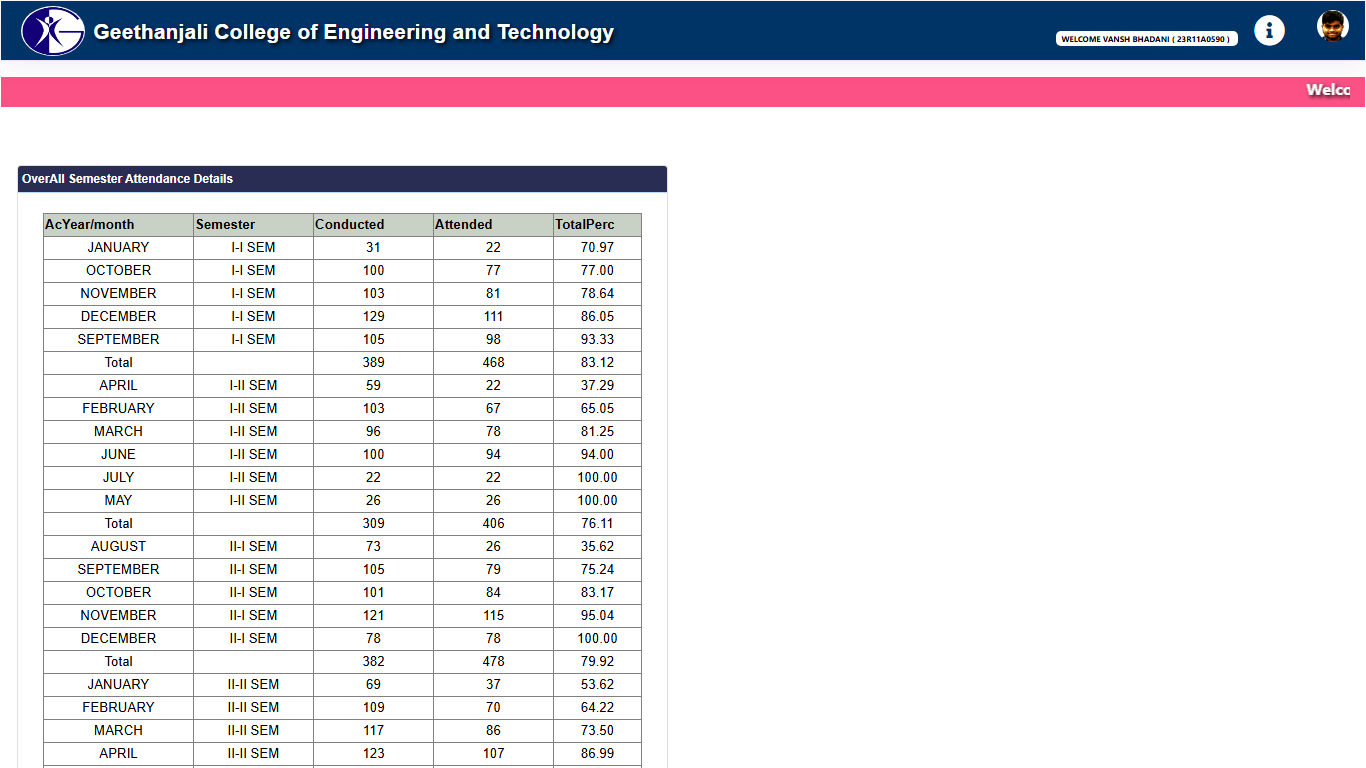 Geethanjali College of Engineering and Technology
WELCOME VANSH BHADANI ( 23R11A0590 )
Welcc
OverAll Semester Attendance Details
AcYear/month Semester Conducted Attended TotalPerc
JANUARY I-I SEM 31 22 70.97
OCTOBER I-I SEM 100 77 77.00
NOVEMBER I-I SEM 103 81 78.64
DECEMBER I-I SEM 129 111 86.05
SEPTEMBER I-I SEM 105 98 93.33
Total 389 468 83.12
APRIL I-II SEM 59 22 37.29
FEBRUARY I-II SEM 103 67 65.05
MARCH I-II SEM 96 78 81.25
JUNE I-II SEM 100 94 94.00
JULY I-II SEM 22 22 100.00
MAY I-II SEM 26 26 100.00
Total 309 406 76.11
AUGUST II-I SEM 73 26 35.62
SEPTEMBER II-I SEM 105 79 75.24
OCTOBER II-I SEM 101 84 83.17
NOVEMBER II-I SEM 121 115 95.04
DECEMBER II-I SEM 78 78 100.00
Total 382 478 79.92
JANUARY II-II SEM 69 37 53.62
FEBRUARY II-II SEM 109 70 64.22
MARCH II-II SEM 117 86 73.50
APRIL II-II SEM 123 107 86.99